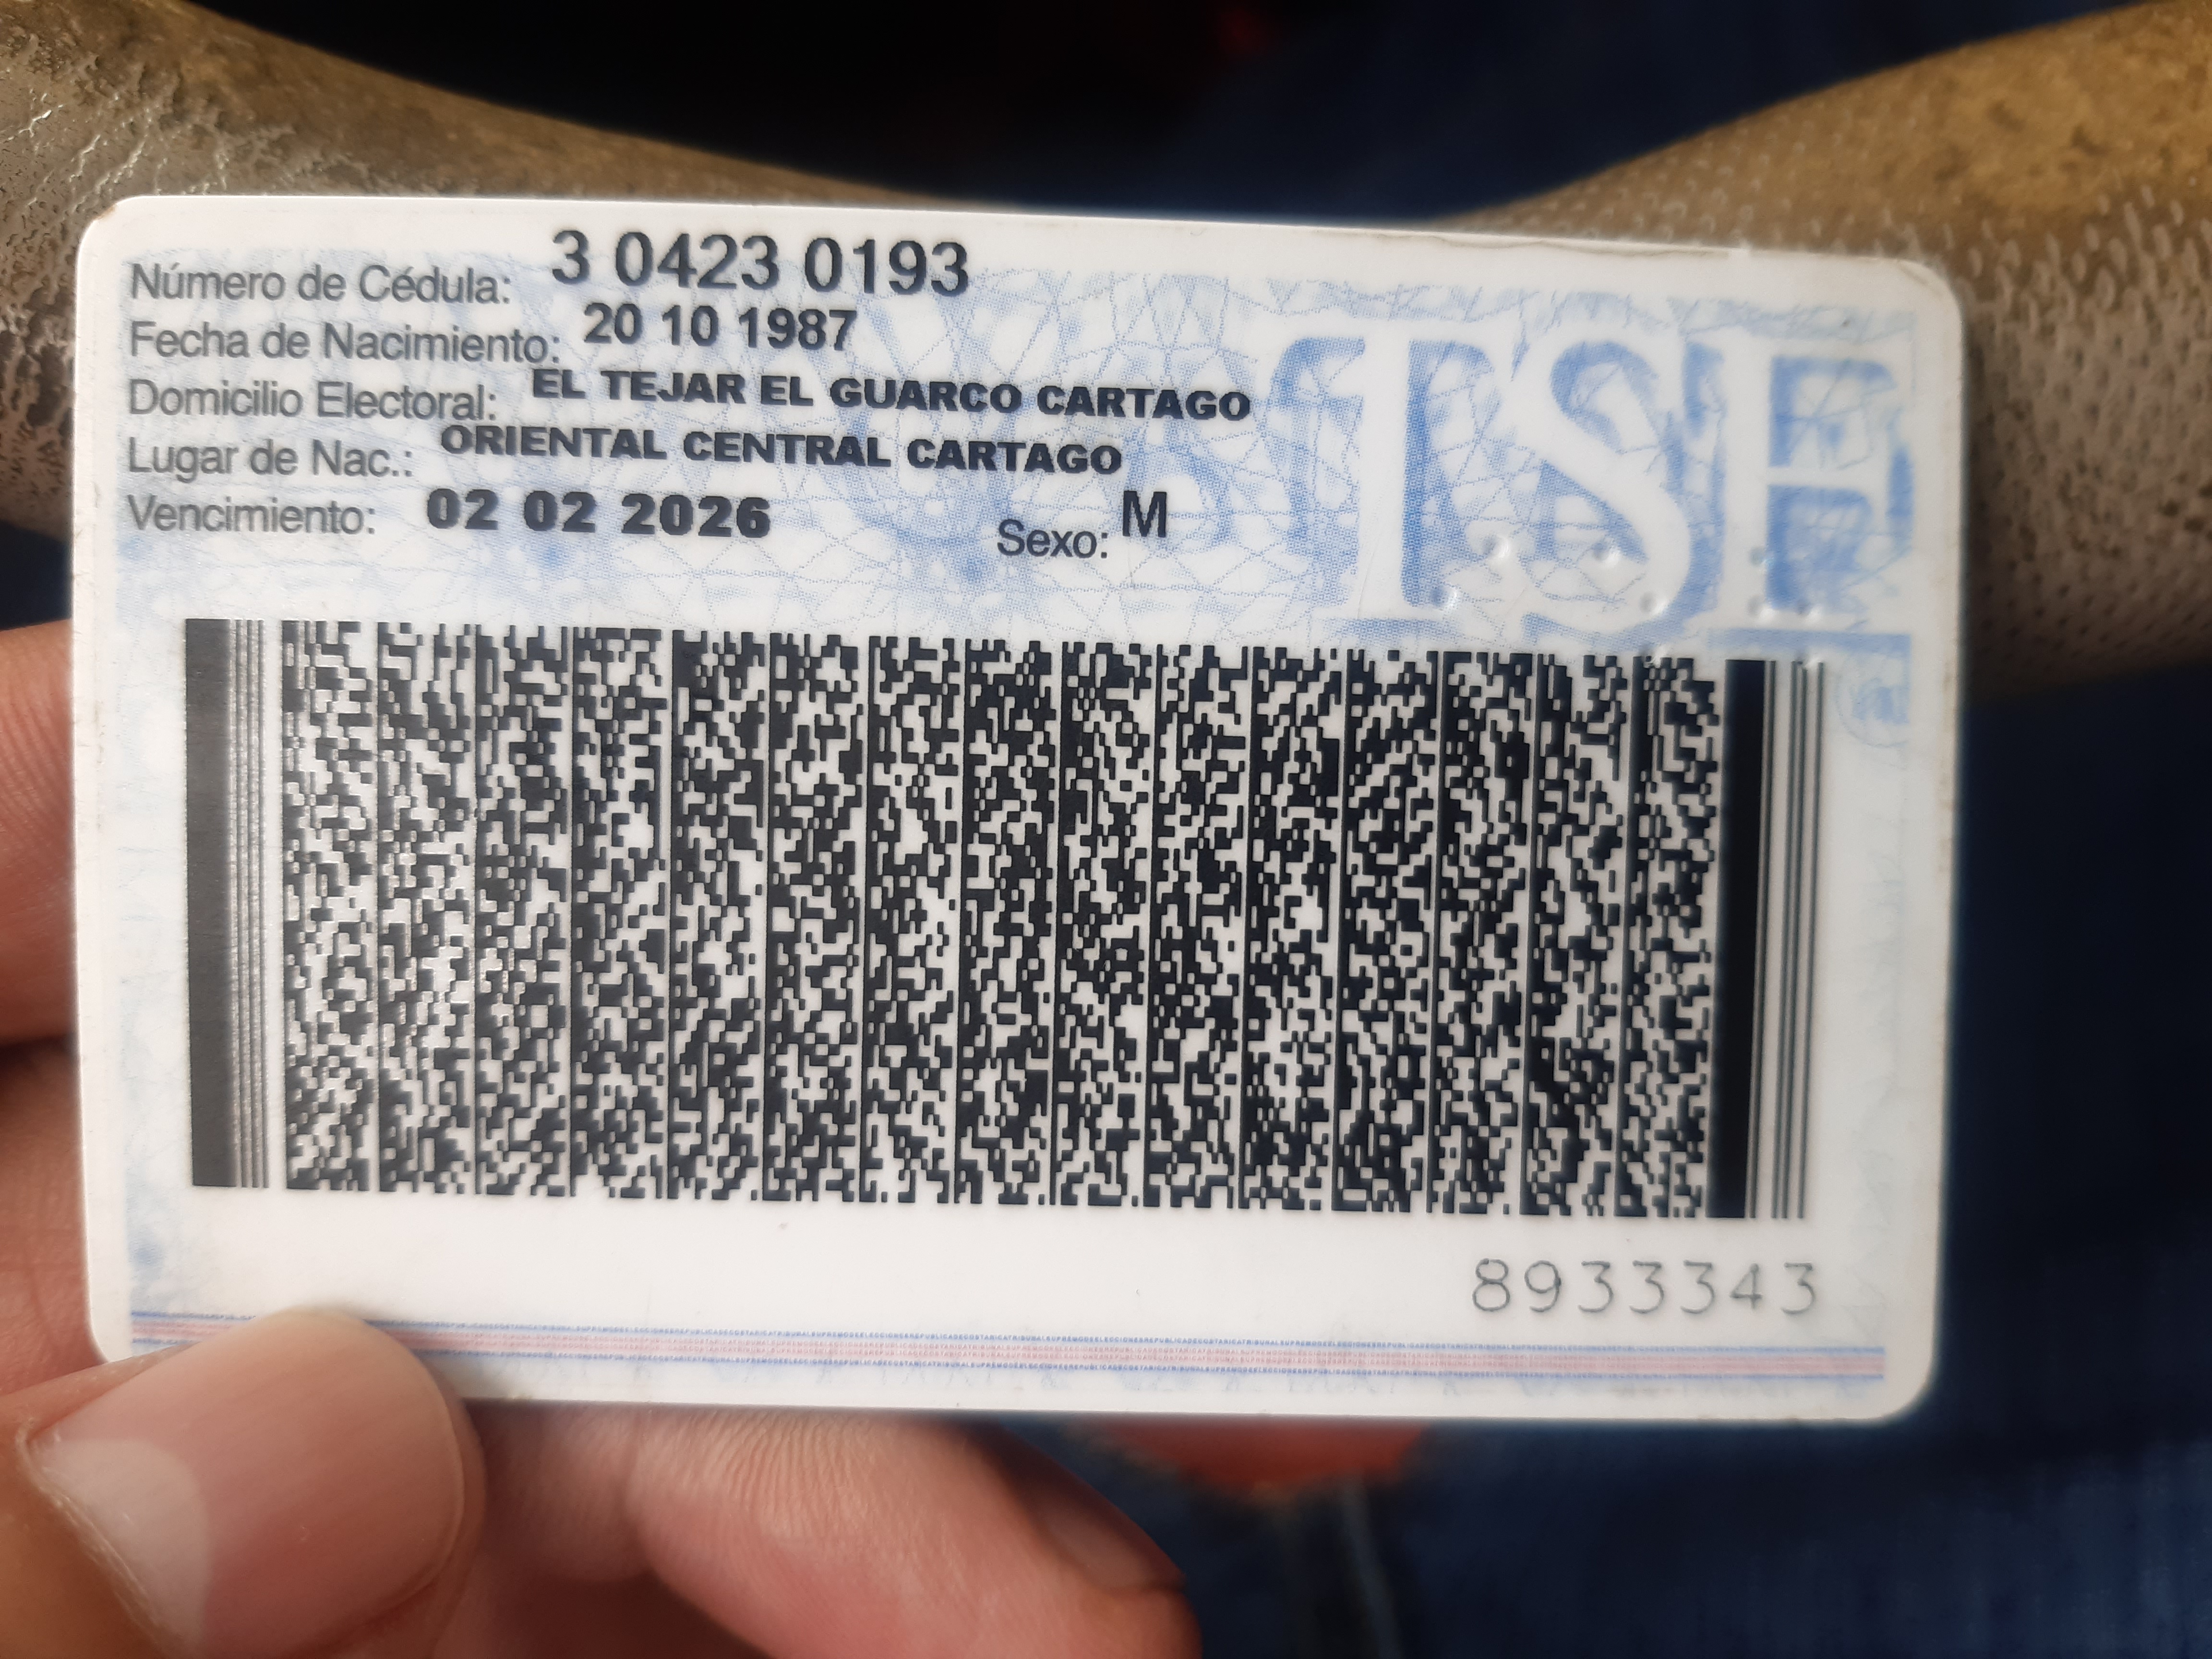 Número de Cédula: 3 0423 0193
Fecha de Nacimiento: 20 10 1987
Domicilio Electoral: EL TEJAR EL GUARCO CARTAGO
Lugar de Nac.: ORIENTAL CENTRAL CARTAGO
Vencimiento: 02 02 2026 Sexo: M
TSE
8933343